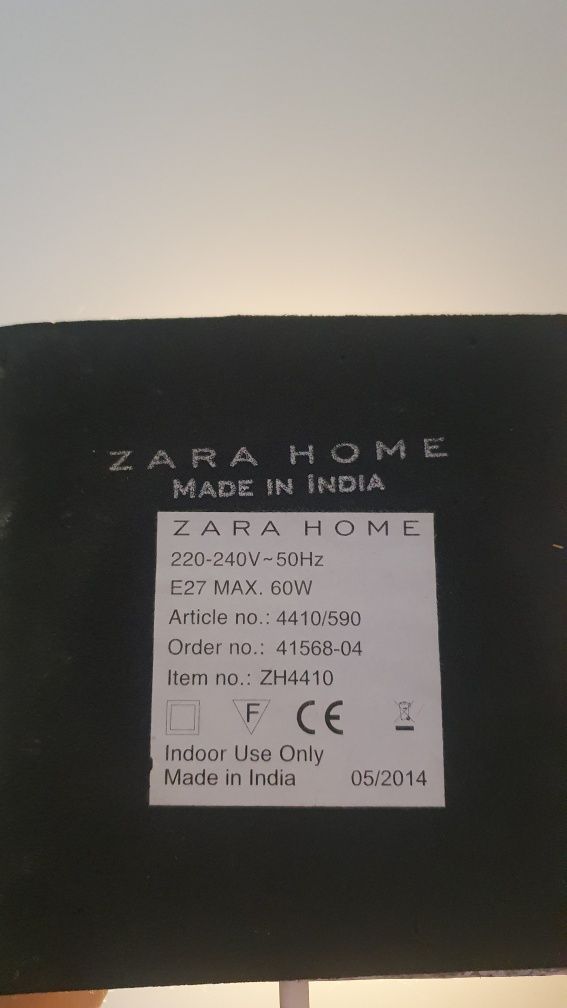 ZARA HOME
MADE IN INDIA
ZARA HOME
220-240V~50Hz
E27 MAX. 60W
Article no.: 4410/590
Order no.: 41568-04
Item no.: ZH4410
F CE
Indoor Use Only
Made in India 05/2014